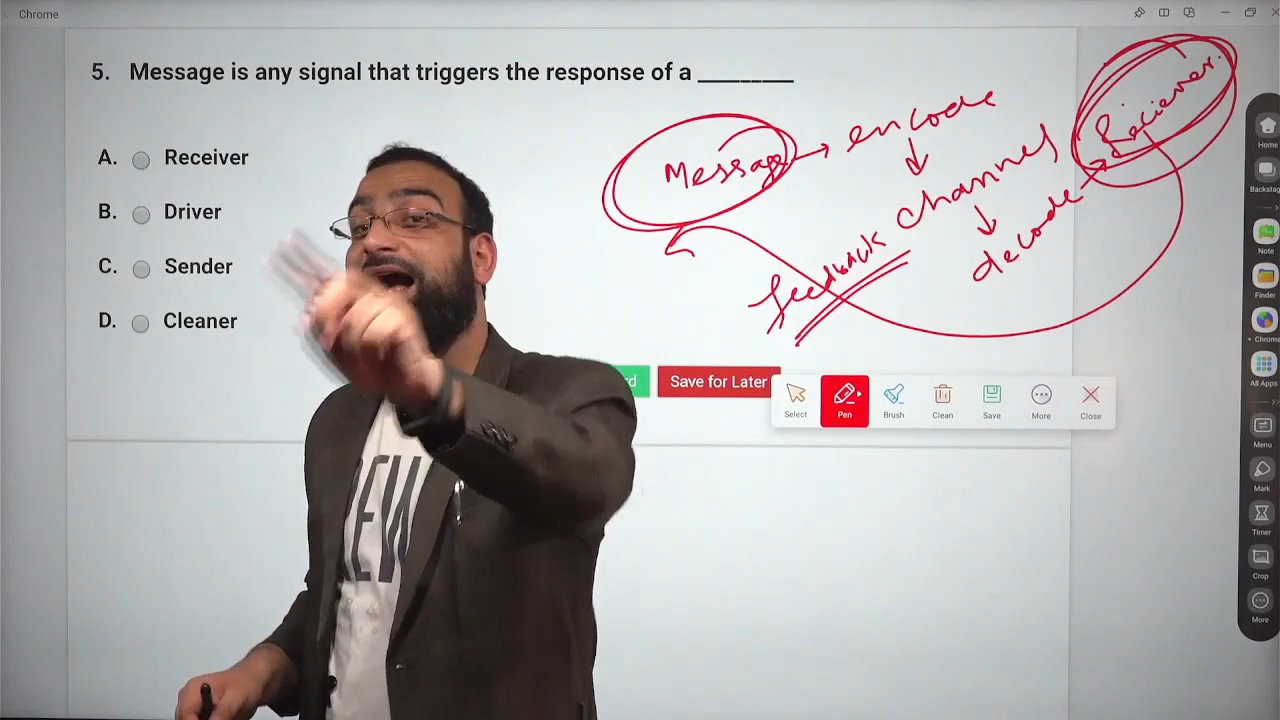 Chrome
5. Message is any signal that triggers the response of a ________
A. Receiver
B. Driver
C. Sender
D. Cleaner
Message → encode
channel
decode
Reciever.
feedback
Save for Later
Select
Pen
Brush
Clean
Save
More
Close
Home
Backstag
Note
Finder
Chrome
All Apps
Menu
Mark
Timer
Crop
More